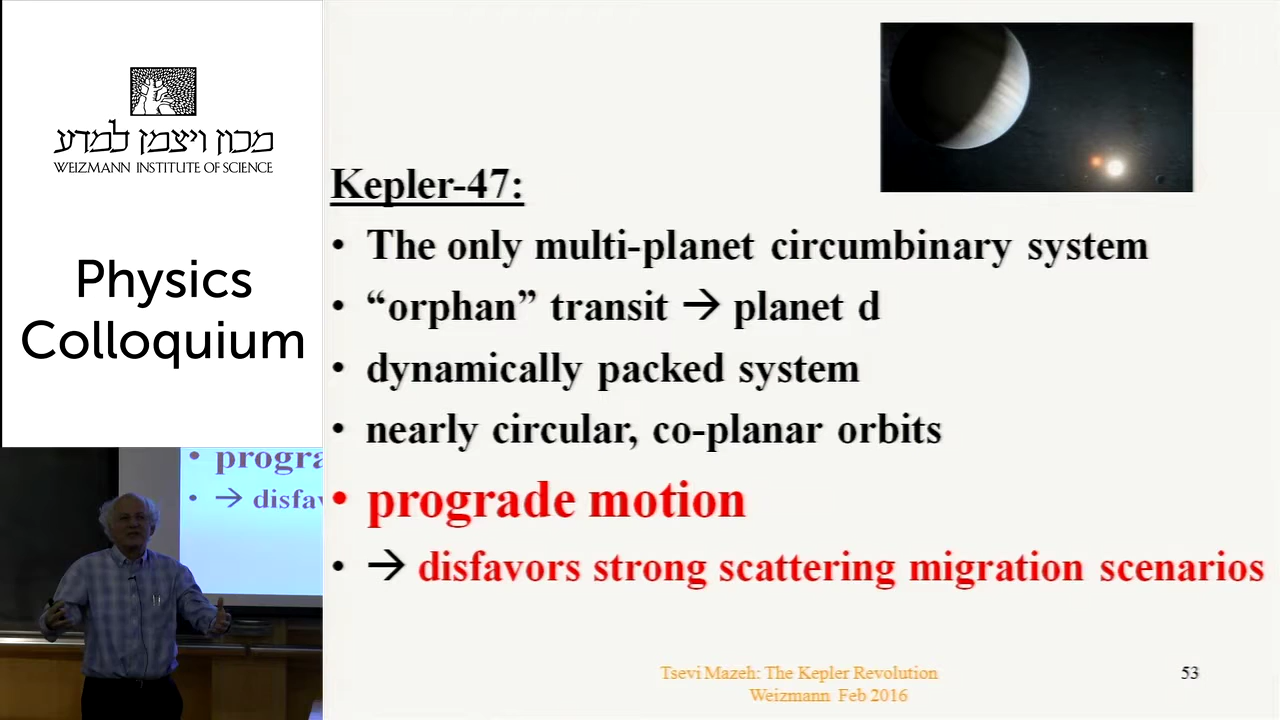 מכון ויצמן למדע
WEIZMANN INSTITUTE OF SCIENCE
Physics
Colloquium
Kepler-47:
• The only multi-planet circumbinary system
• “orphan” transit → planet d
• dynamically packed system
• nearly circular, co-planar orbits
• prograde motion
• → disfavors strong scattering migration scenarios
Tsevi Mazeh: The Kepler Revolution
Weizmann Feb 2016
53
• progra
• → disfav